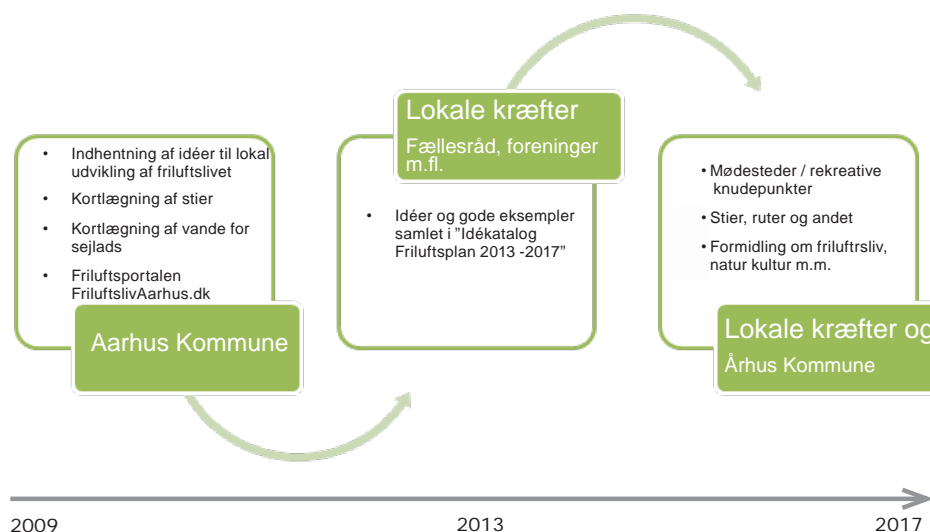 • Indhentning af idéer til lokal
udvikling af friluftslivet
• Kortlægning af stier
• Kortlægning af vande for
sejlads
• Friluftsportalen
FriluftslivAarhus.dk
Aarhus Kommune
Lokale kræfter
Fællesråd, foreninger
m.fl.
• Idéer og gode eksempler
samlet i ”Idékatalog
Friluftsplan 2013 -2017”
• Mødesteder / rekreative
knudepunkter
• Stier, ruter og andet
• Formidling om friluftrsliv,
natur kultur m.m.
Lokale kræfter og
Århus Kommune
2009
2013
2017